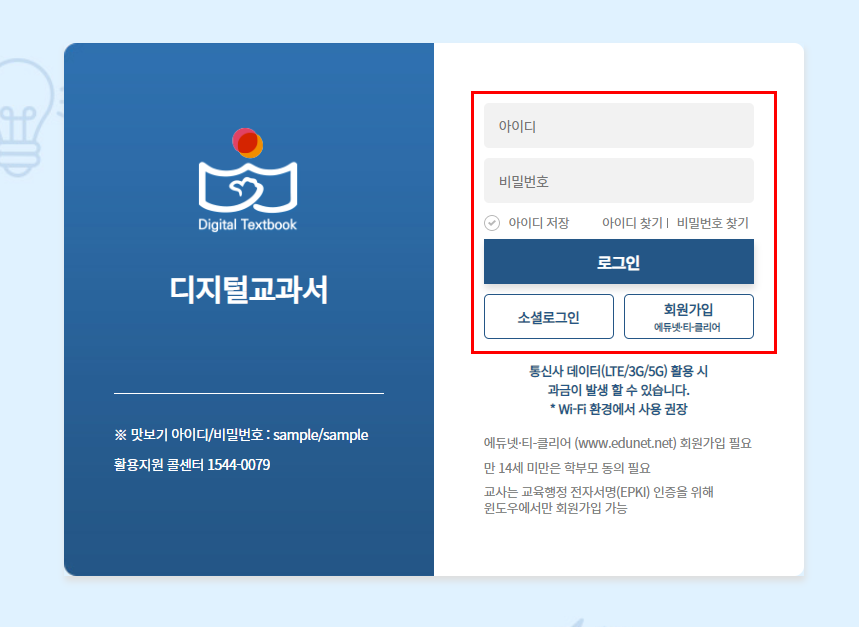 Digital Textbook
디지털교과서
※ 맛보기 아이디/비밀번호 : sample/sample
활용지원 콜센터 1544-0079
아이디
비밀번호
아이디 저장 아이디 찾기 | 비밀번호 찾기
로그인
소셜로그인
회원가입
에듀넷·티-클리어
통신사 데이터(LTE/3G/5G) 활용 시
과금이 발생 할 수 있습니다.
* Wi-Fi 환경에서 사용 권장
에듀넷·티-클리어 (www.edunet.net) 회원가입 필요
만 14세 미만은 학부모 동의 필요
교사는 교육행정 전자서명(EPKI) 인증을 위해
윈도우에서만 회원가입 가능